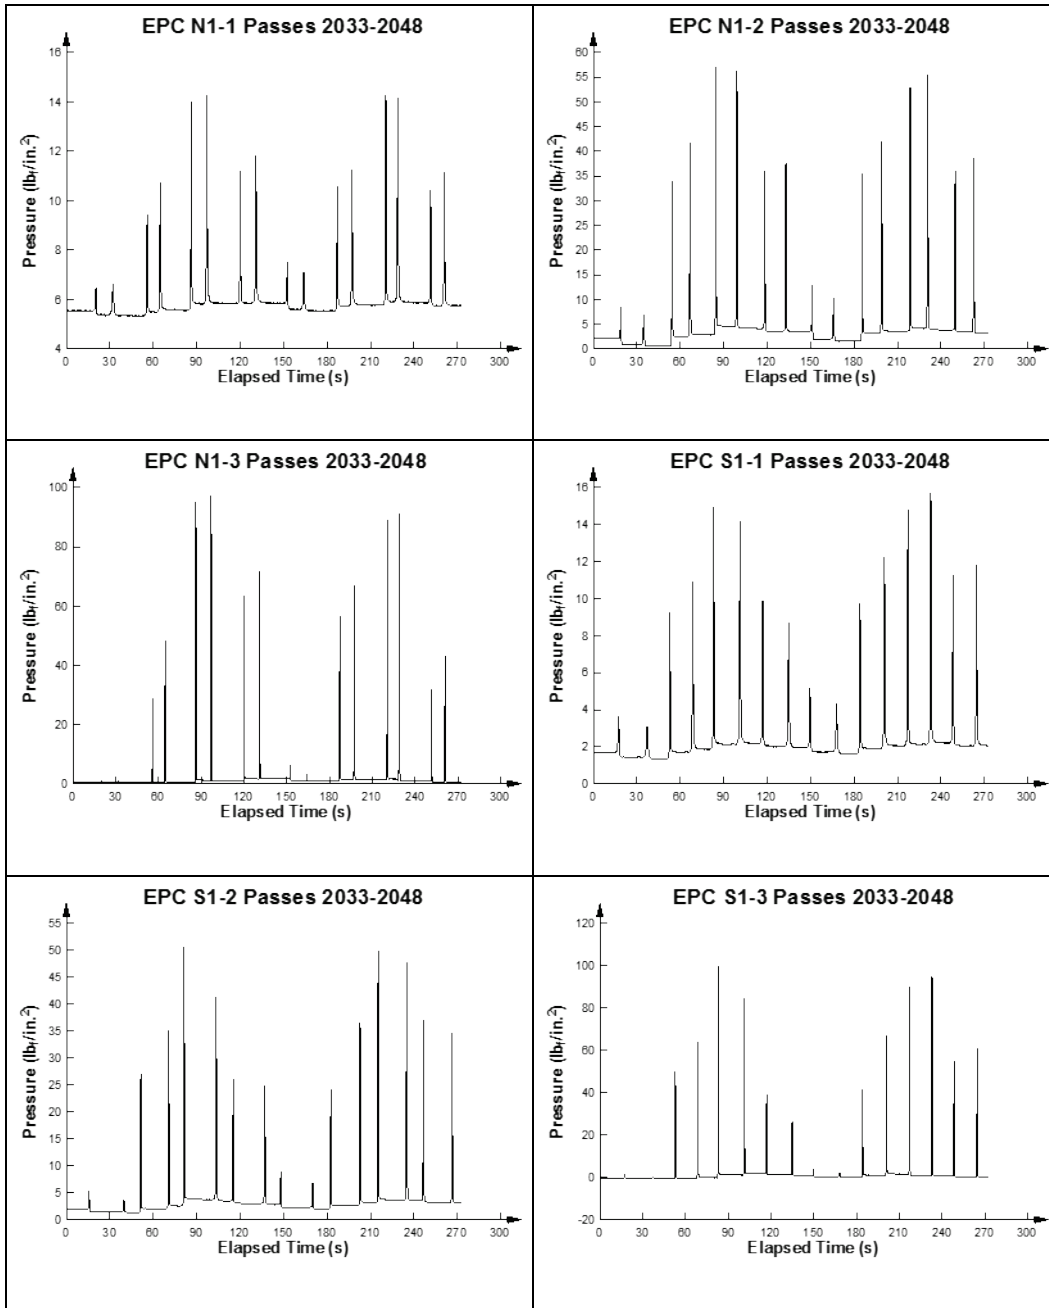 EPC N1-1 Passes 2033-2048
16
14
12
10
8
6
4
Pressure (lbf/in.²)
0 30 60 90 120 150 180 210 240 270 300
Elapsed Time (s)
EPC N1-2 Passes 2033-2048
60
55
50
45
40
35
30
25
20
15
10
5
0
Pressure (lbf/in.²)
0 30 60 90 120 150 180 210 240 270 300
Elapsed Time (s)
EPC N1-3 Passes 2033-2048
100
80
60
40
20
0
Pressure (lbf/in.²)
0 30 60 90 120 150 180 210 240 270 300
Elapsed Time (s)
EPC S1-1 Passes 2033-2048
16
14
12
10
8
6
4
2
0
Pressure (lbf/in.²)
0 30 60 90 120 150 180 210 240 270 300
Elapsed Time (s)
EPC S1-2 Passes 2033-2048
55
50
45
40
35
30
25
20
15
10
5
0
Pressure (lbf/in.²)
0 30 60 90 120 150 180 210 240 270 300
Elapsed Time (s)
EPC S1-3 Passes 2033-2048
120
100
80
60
40
20
0
-20
Pressure (lbf/in.²)
0 30 60 90 120 150 180 210 240 270 300
Elapsed Time (s)